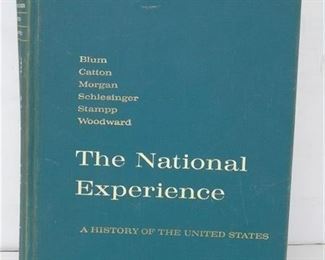 Blum
Catton
Morgan
Schlesinger
Stampp
Woodward
The National
Experience
A HISTORY OF THE UNITED STATES